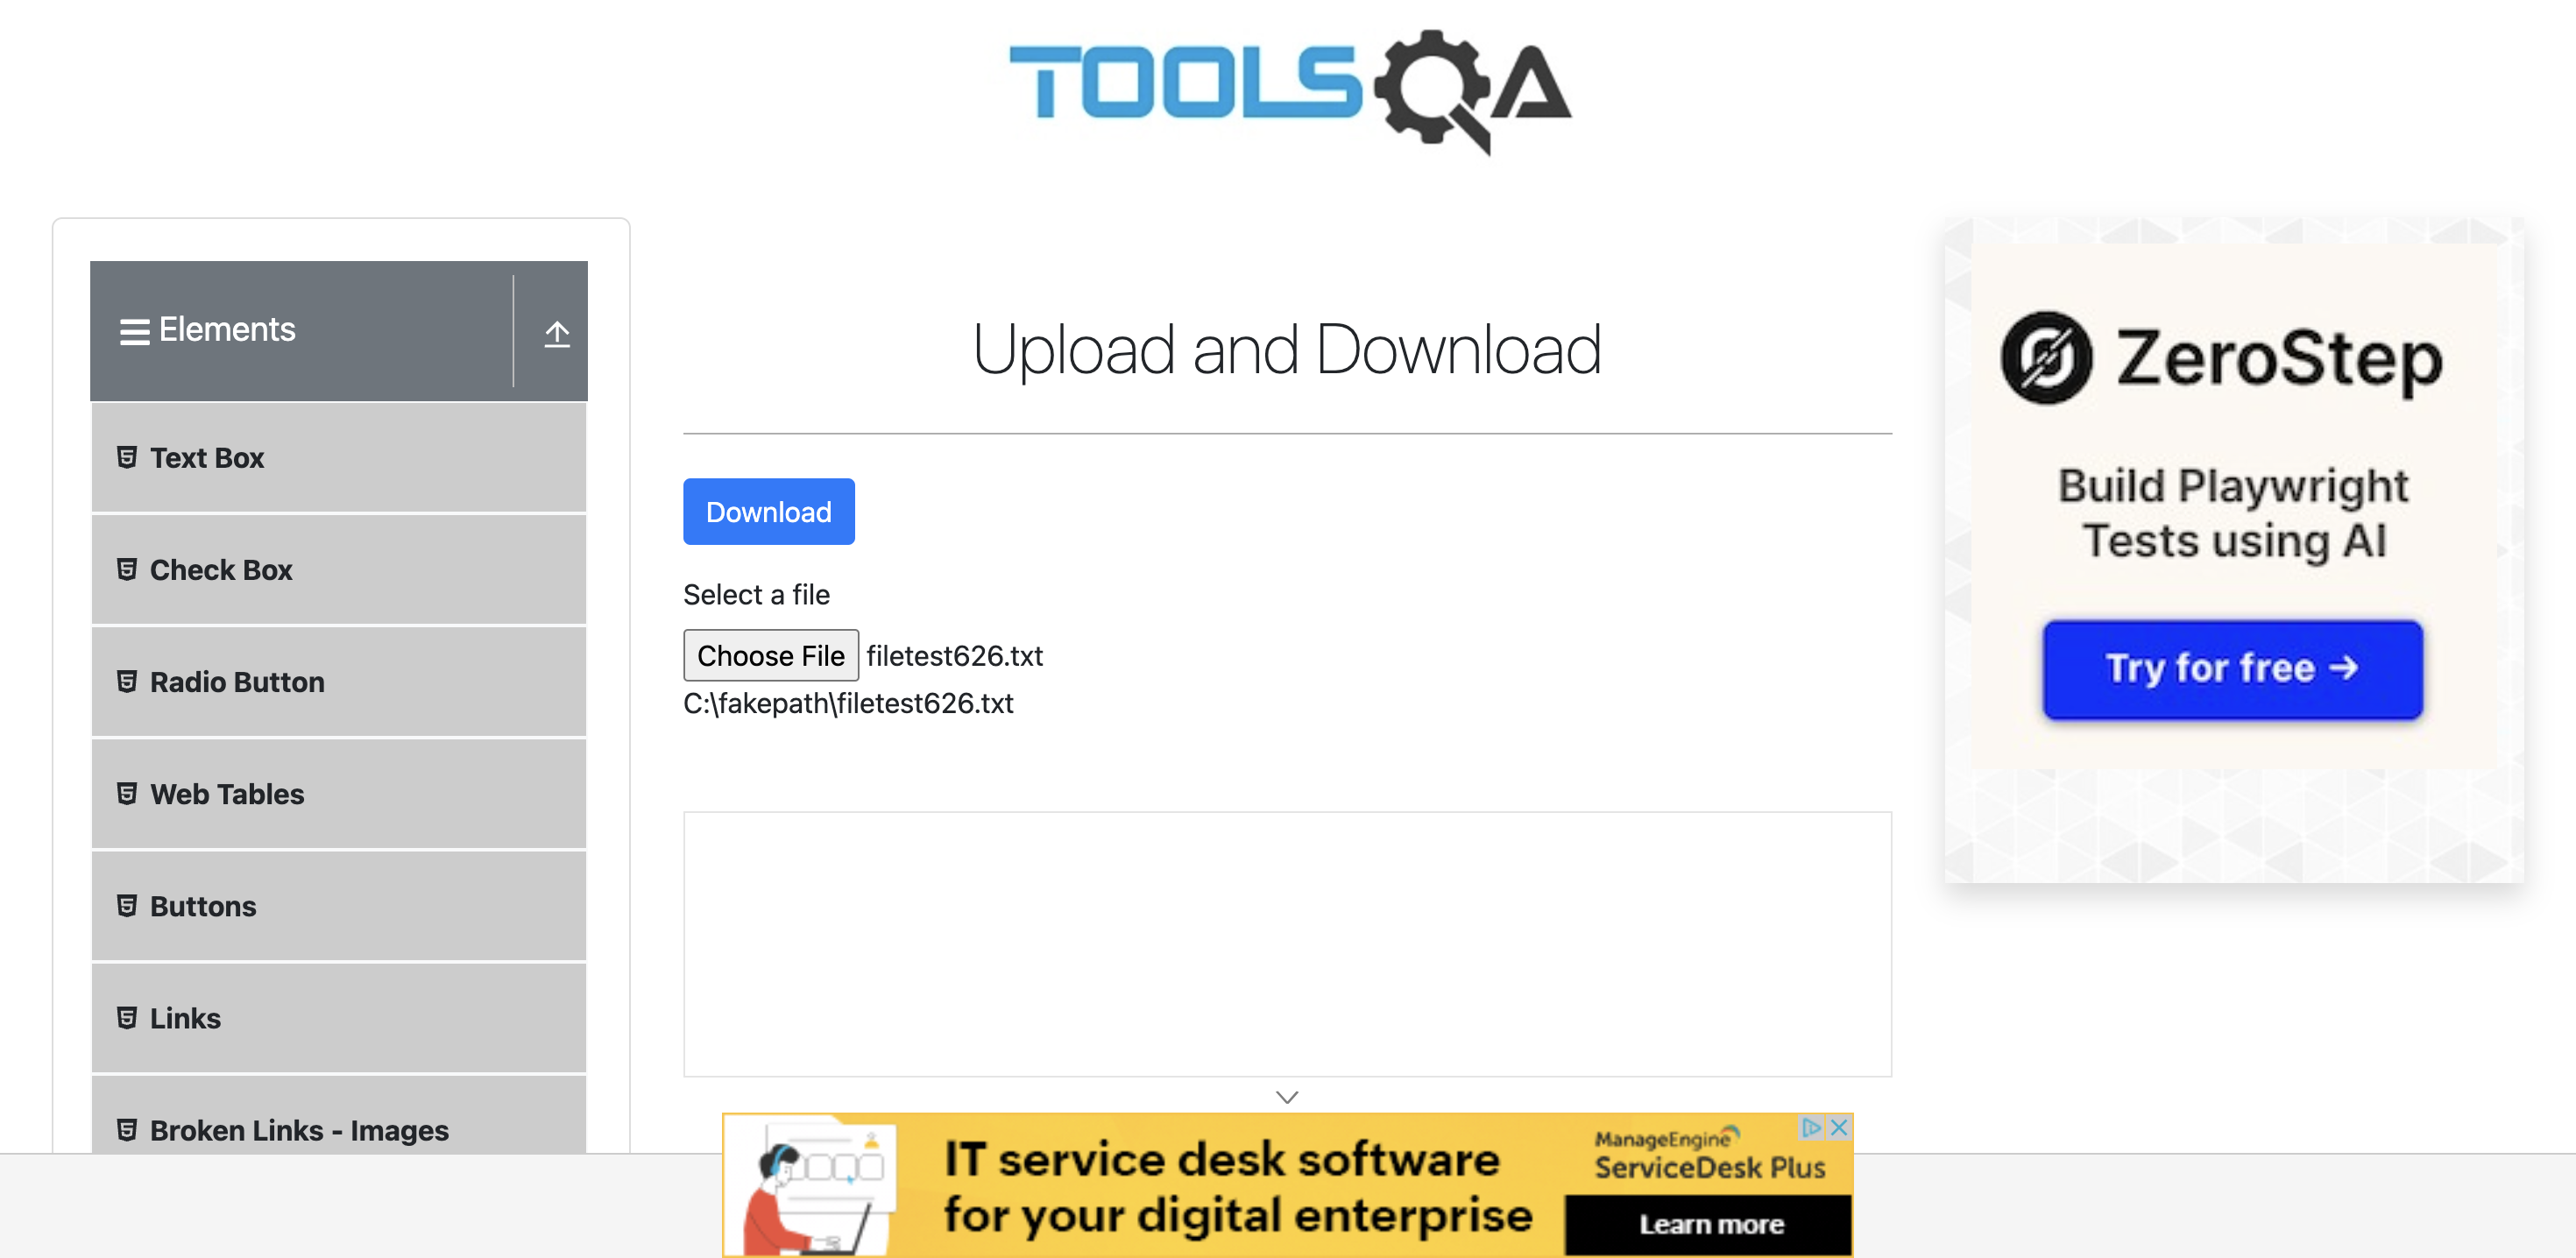 TOOLSQA
Elements
Text Box
Check Box
Radio Button
Web Tables
Buttons
Links
Broken Links - Images
Upload and Download
Download
Select a file
Choose File filetest626.txt
C:\fakepath\filetest626.txt
ZeroStep
Build Playwright
Tests using AI
Try for free →
IT service desk software
for your digital enterprise
ManageEngine
ServiceDesk Plus
Learn more